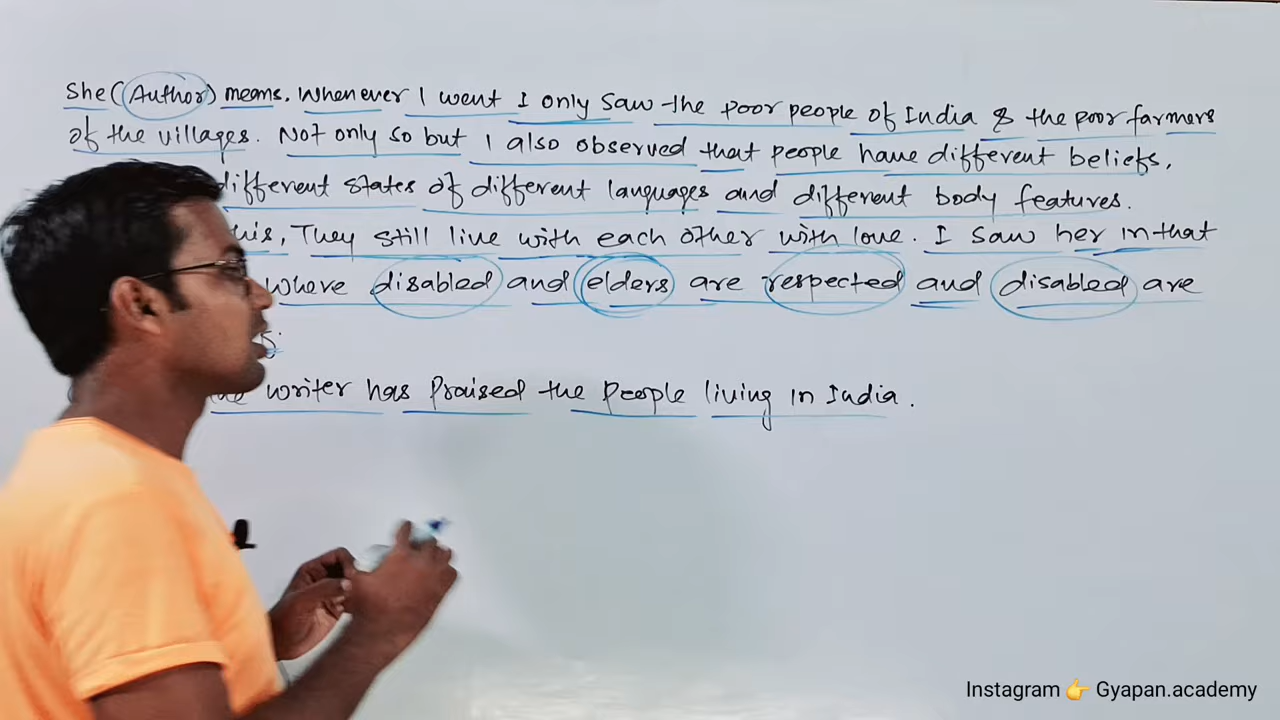 She (Author) means. Whenever I went I only saw the poor people of India & the poor farmers
of the villages. Not only so but I also observed that people have different beliefs,
different states of different languages and different body features.
They still live with each other with love. I saw her in that
where disabled and elders are respected and disabled are
writer has Praised the People living in India.
Instagram 👉 Gyapan.academy